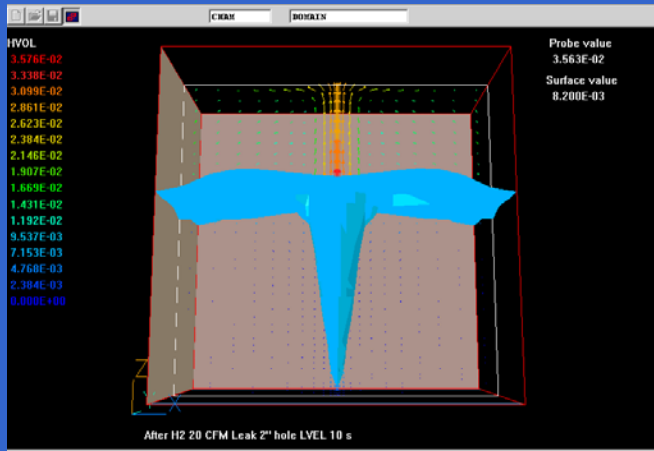 CHAM DOMAIN
HVOL
3.576E-02
3.338E-02
3.099E-02
2.861E-02
2.623E-02
2.384E-02
2.146E-02
1.907E-02
1.669E-02
1.431E-02
1.192E-02
9.537E-03
7.153E-03
4.768E-03
2.384E-03
0.000E+00
Probe value
3.563E-02
Surface value
8.200E-03
Z
Y
X
After H2 20 CFM Leak 2" hole LVEL 10 s